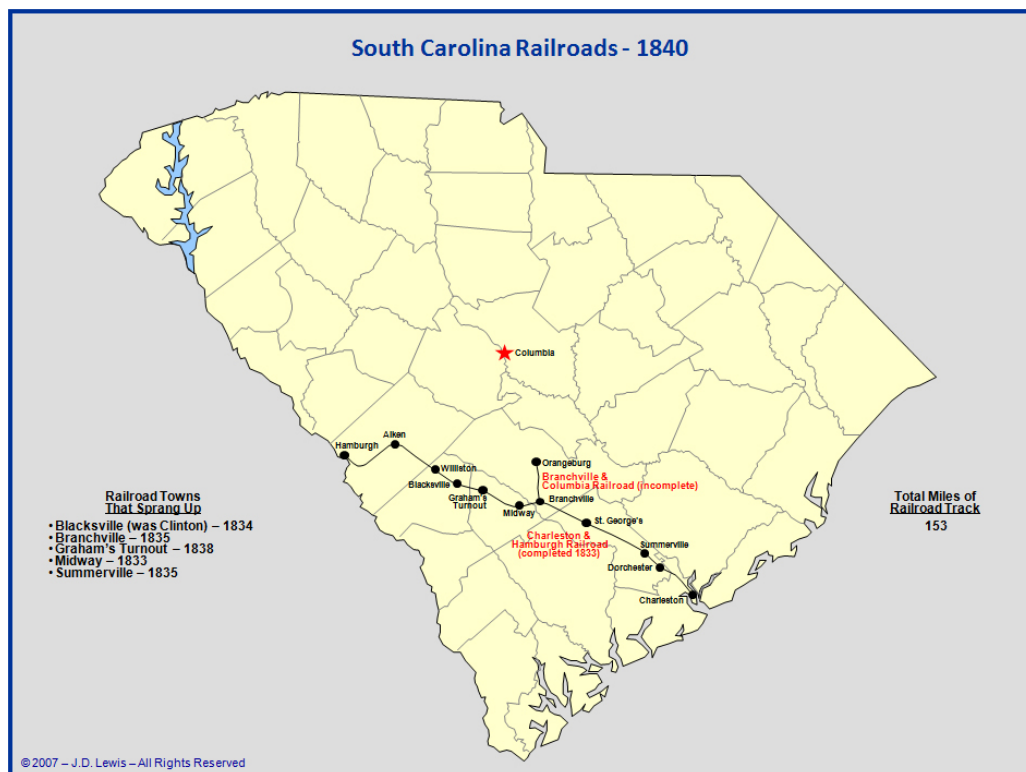 South Carolina Railroads - 1840
Columbia
Aiken
Hamburgh
Williston
Orangeburg
Blacksville
Branchville &
Columbia Railroad (incomplete)
Graham's
Turnout
Branchville
Midway
St. George's
Charleston &
Hamburgh Railroad
(completed 1833)
Summerville
Dorchester
Charleston
Railroad Towns
That Sprang Up
• Blacksville (was Clinton) – 1834
• Branchville – 1835
• Graham's Turnout – 1838
• Midway – 1833
• Summerville – 1835
Total Miles of
Railroad Track
153
© 2007 – J.D. Lewis – All Rights Reserved